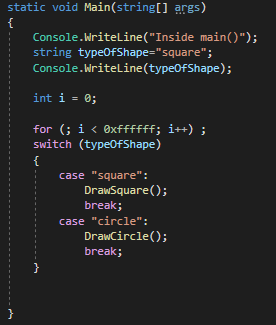 static void Main(string[] args)
{
    Console.WriteLine("Inside main()");
    string typeOfShape="square";
    Console.WriteLine(typeOfShape);
    int i = 0;
    for (; i < 0xffffff; i++) ;
    switch (typeOfShape)
    {
        case "square":
            DrawSquare();
            break;
        case "circle":
            DrawCircle();
            break;
    }
}